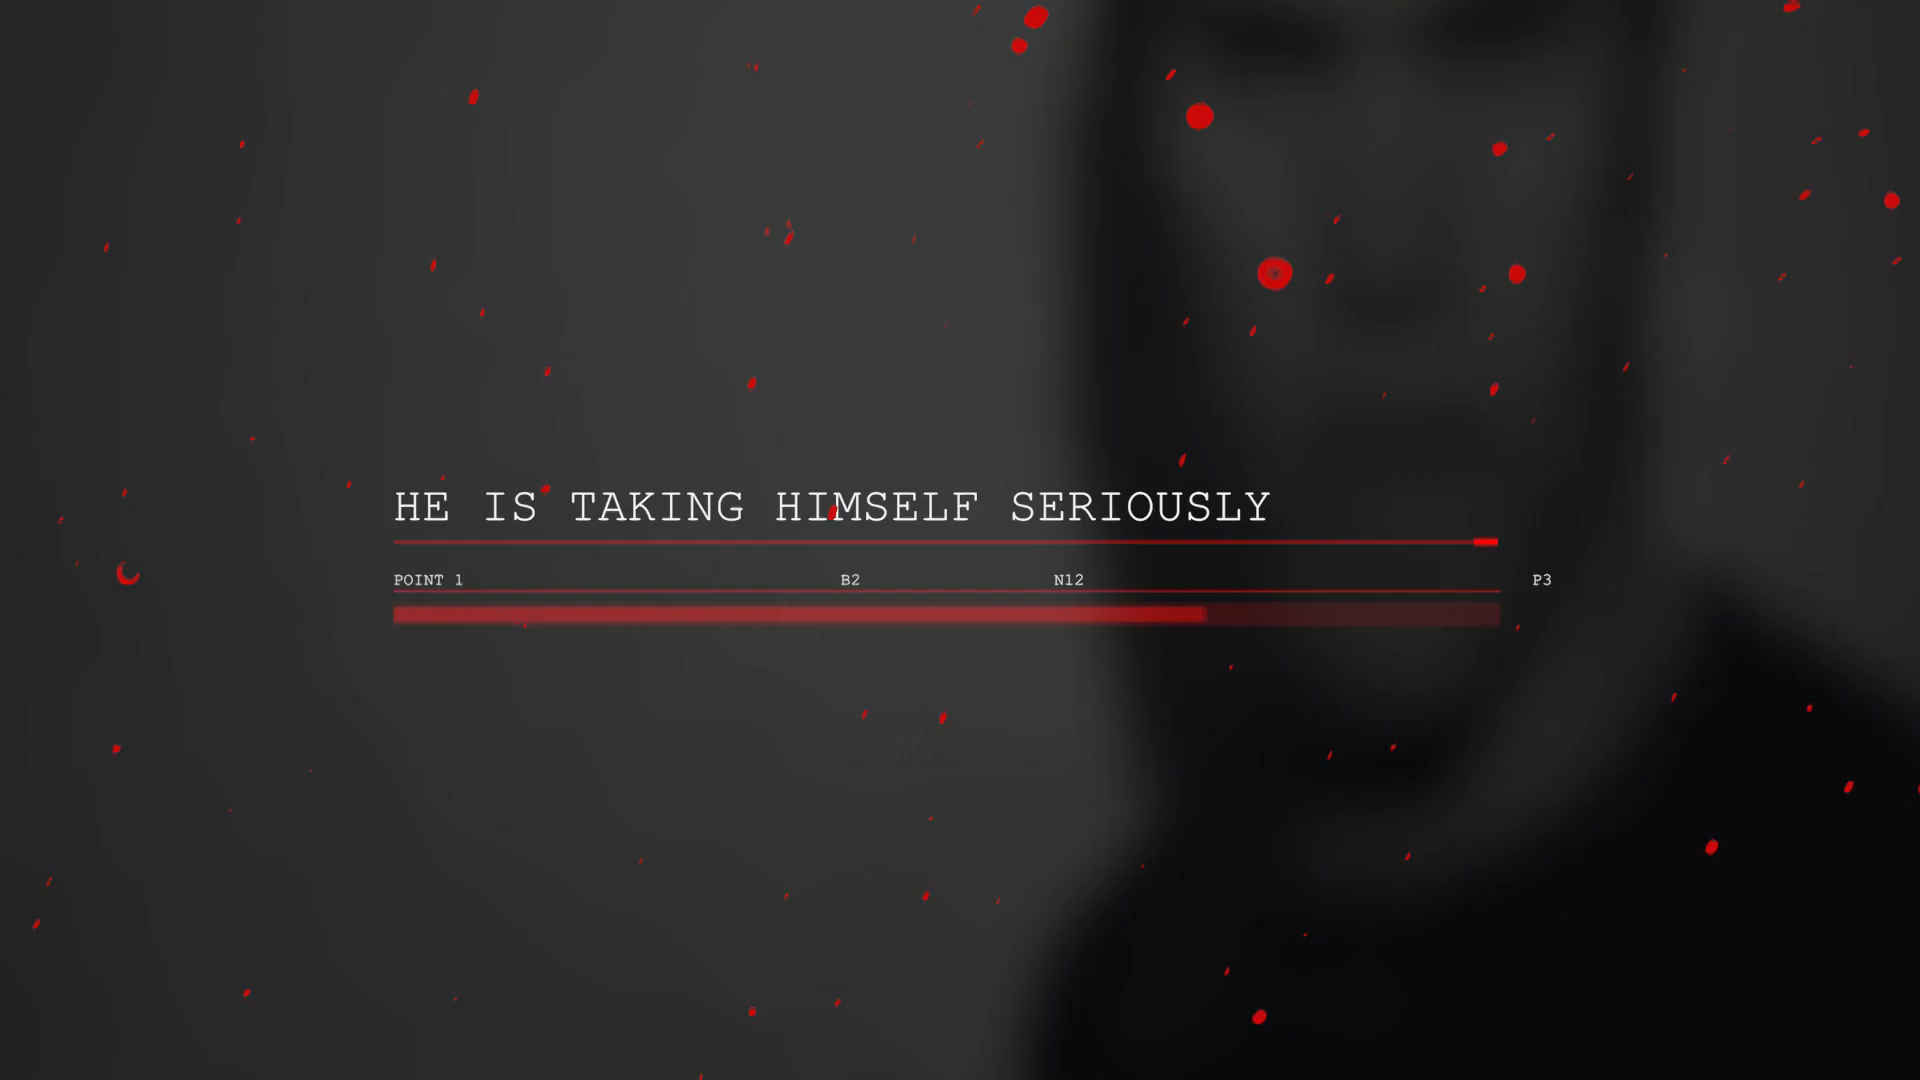 HE IS TAKING HIMSELF SERIOUSLY
POINT 1 B2 N12 P3